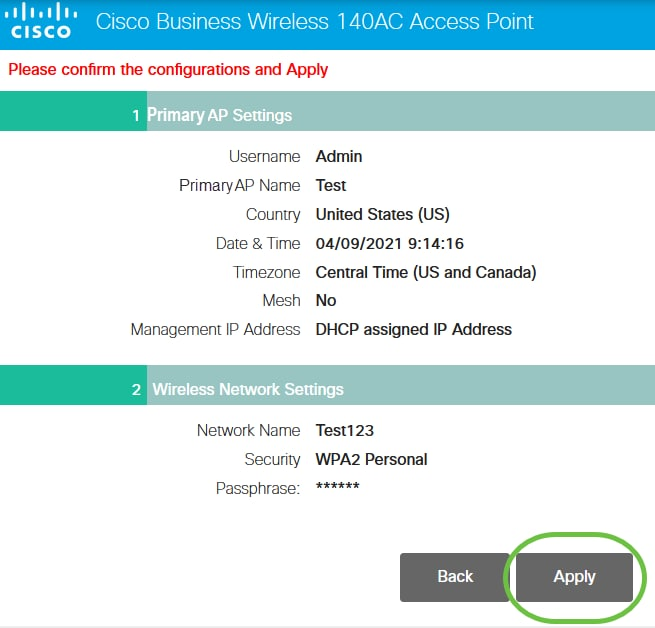 CISCO Cisco Business Wireless 140AC Access Point
Please confirm the configurations and Apply
1 Primary AP Settings
Username Admin
Primary AP Name Test
Country United States (US)
Date & Time 04/09/2021 9:14:16
Timezone Central Time (US and Canada)
Mesh No
Management IP Address DHCP assigned IP Address
2 Wireless Network Settings
Network Name Test123
Security WPA2 Personal
Passphrase: ******
Back Apply